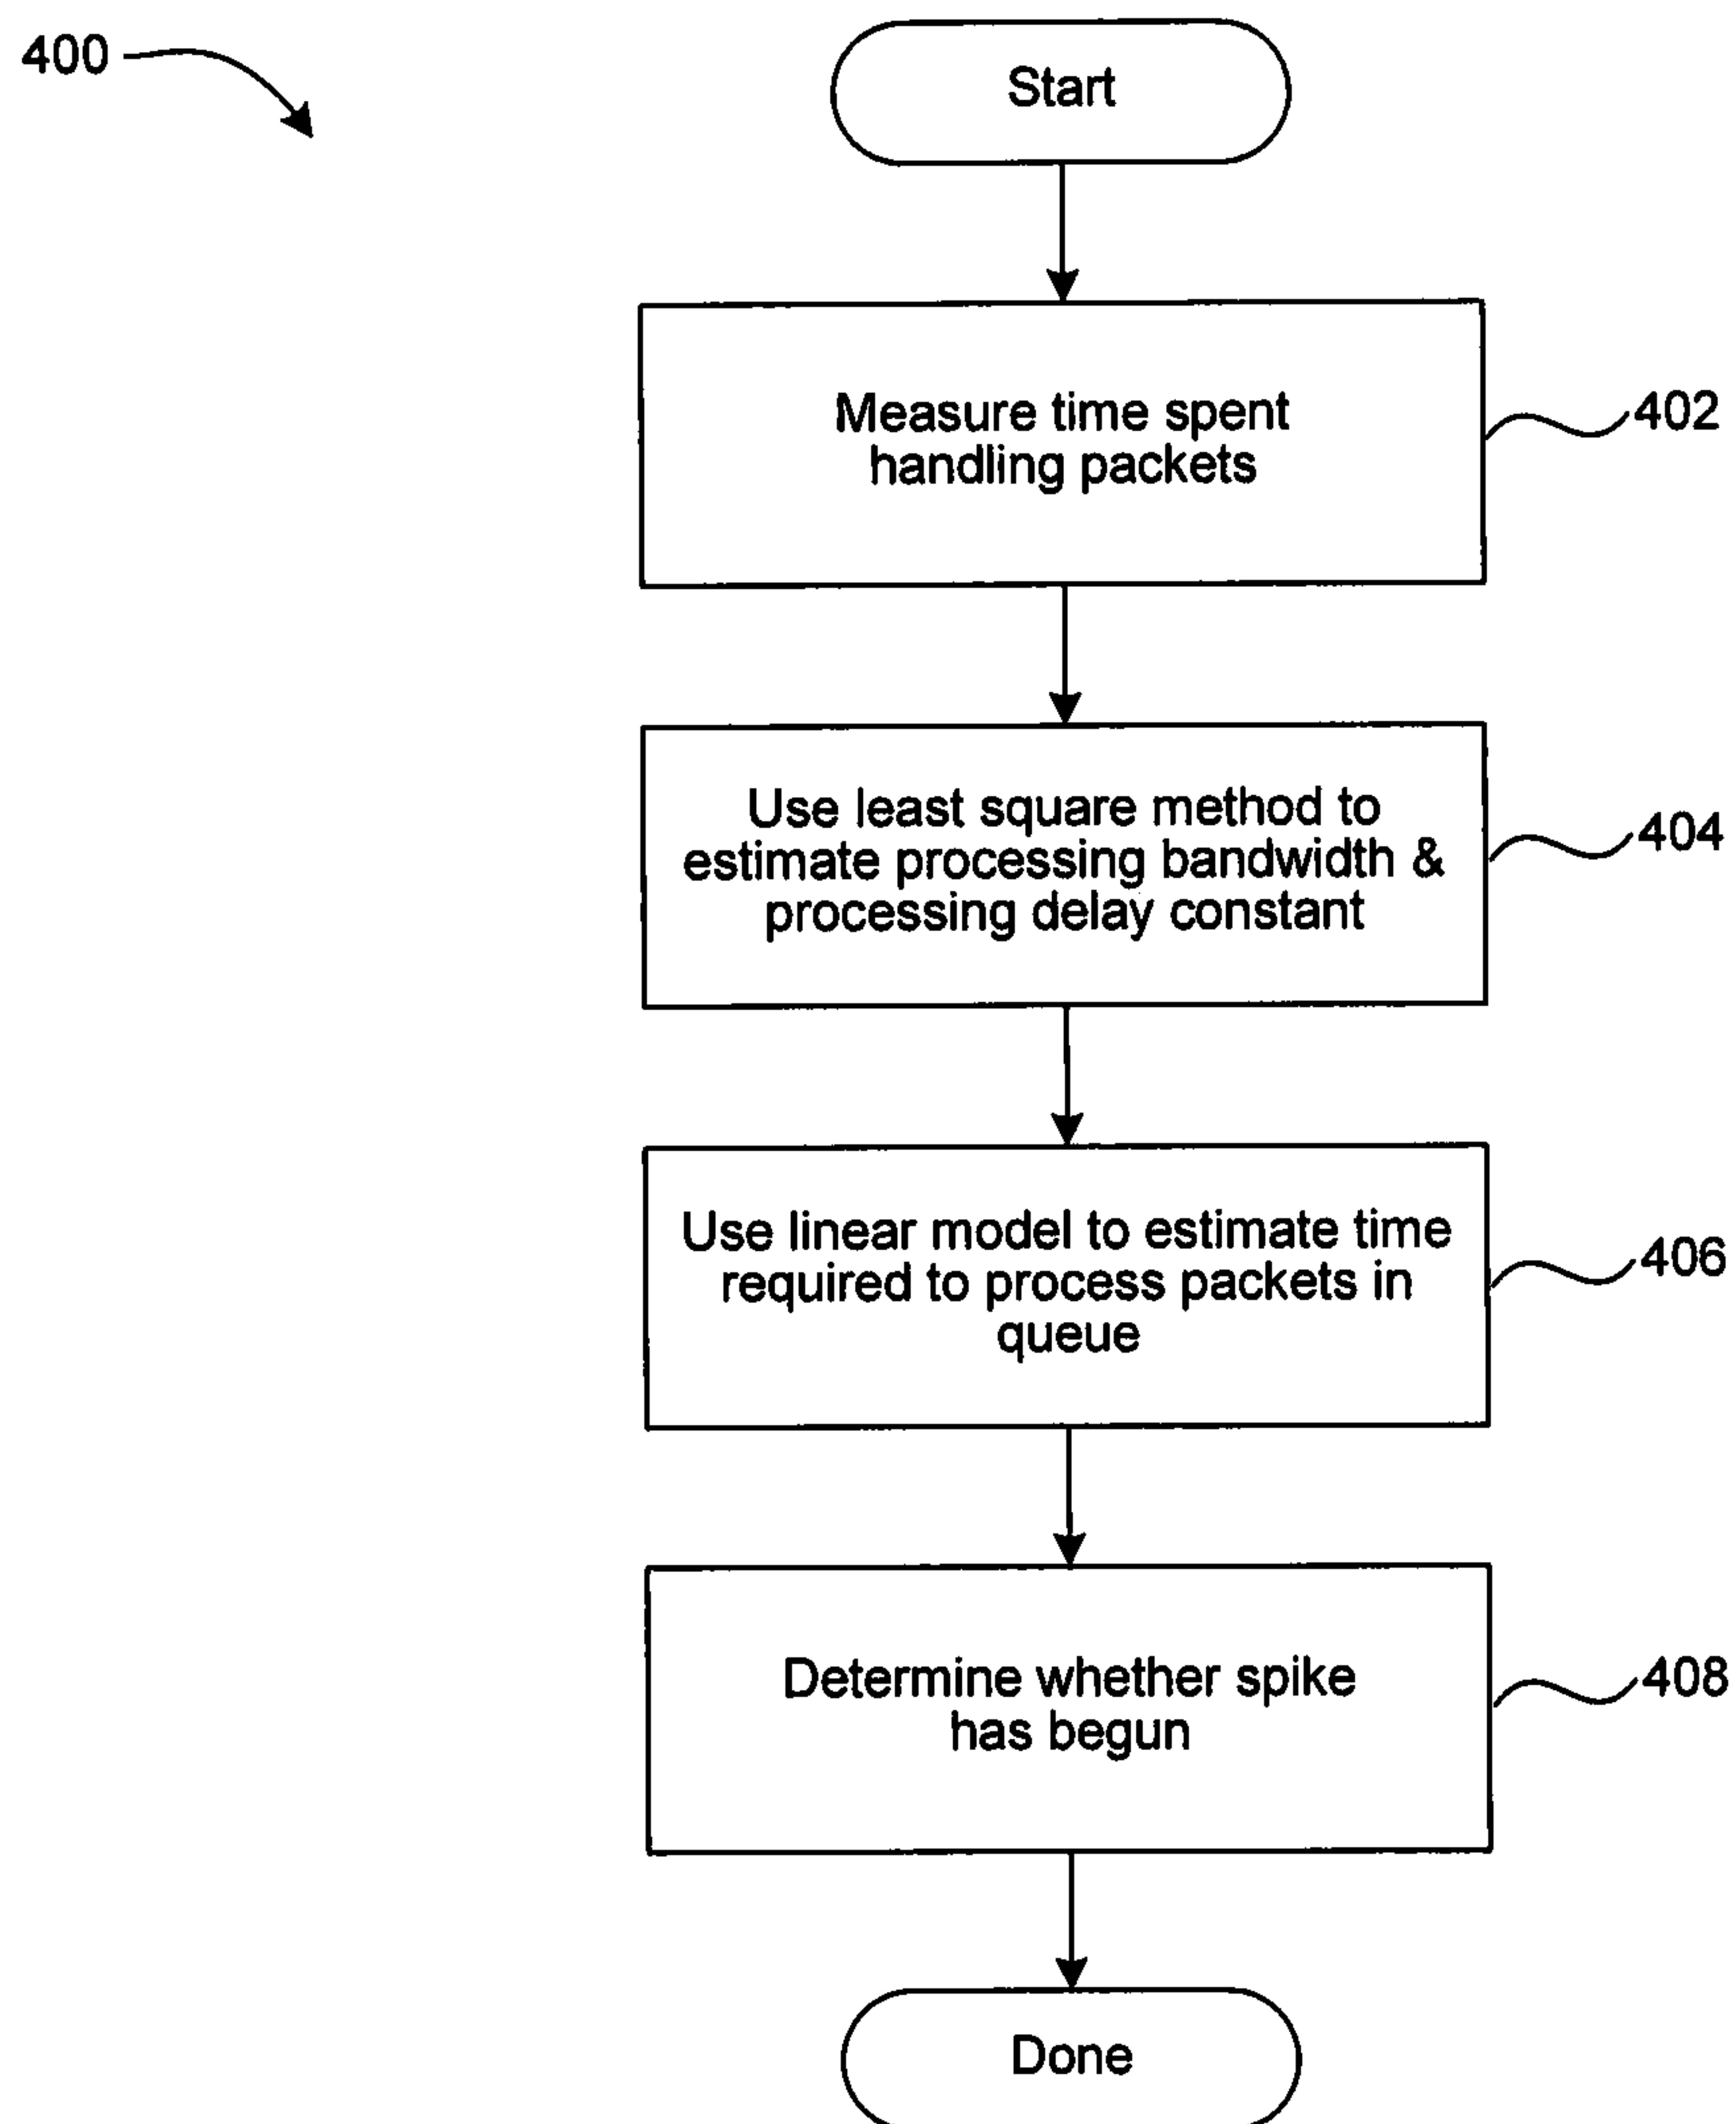 400
Start
Measure time spent
handling packets
402
Use least square method to
estimate processing bandwidth &
processing delay constant
404
Use linear model to estimate time
required to process packets in
queue
406
Determine whether spike
has begun
408
Done